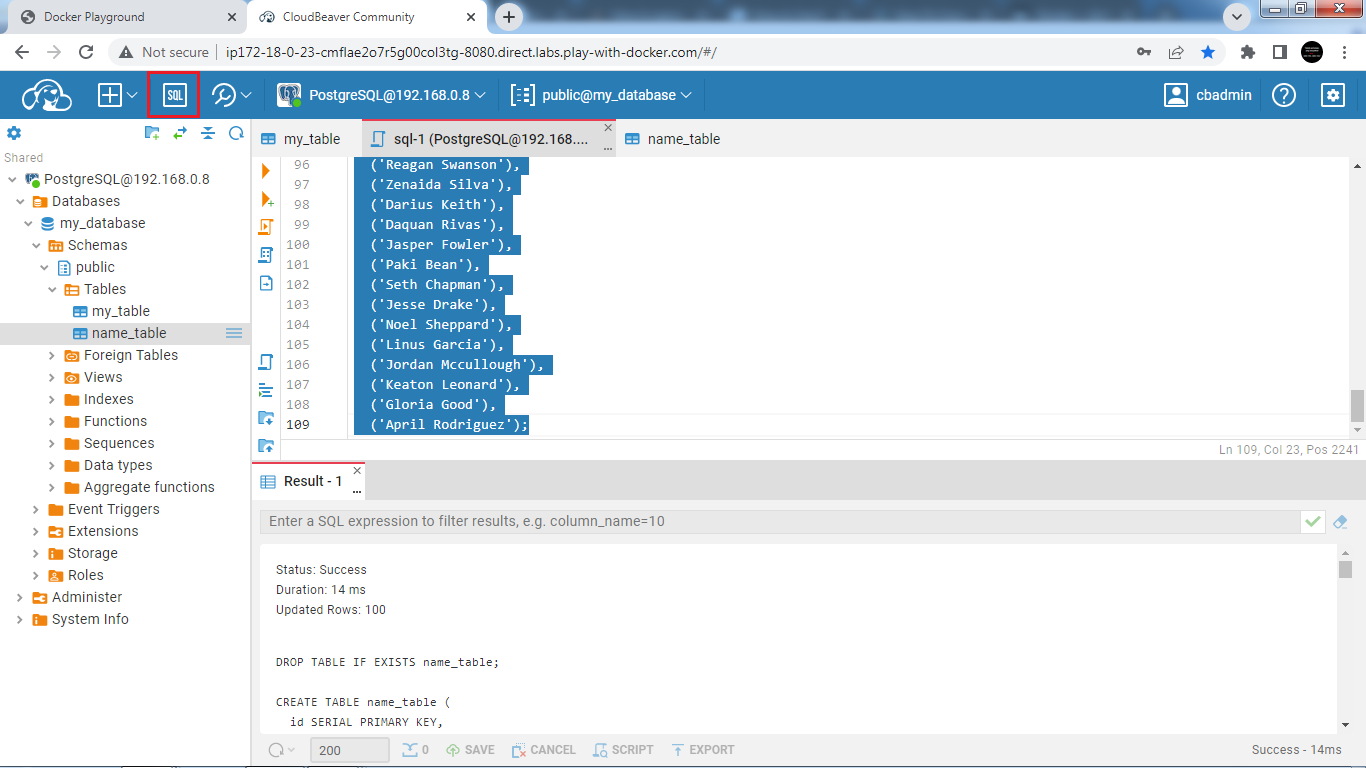 Docker Playground
CloudBeaver Community
Not secure
ip172-18-0-23-cmflae2o7r5g00col3tg-8080.direct.labs.play-with-docker.com/#/
SQL
PostgreSQL@192.168.0.8
public@my_database
cbadmin
Shared
PostgreSQL@192.168.0.8
Databases
my_database
Schemas
public
Tables
my_table
name_table
Foreign Tables
Views
Indexes
Functions
Sequences
Data types
Aggregate functions
Event Triggers
Extensions
Storage
Roles
Administer
System Info
my_table
sql-1 (PostgreSQL@192.168....
name_table
96 ('Reagan Swanson'),
97 ('Zenaida Silva'),
98 ('Darius Keith'),
99 ('Daquan Rivas'),
100 ('Jasper Fowler'),
101 ('Paki Bean'),
102 ('Seth Chapman'),
103 ('Jesse Drake'),
104 ('Noel Sheppard'),
105 ('Linus Garcia'),
106 ('Jordan Mccullough'),
107 ('Keaton Leonard'),
108 ('Gloria Good'),
109 ('April Rodriguez');
Ln 109, Col 23, Pos 2241
Result - 1
Enter a SQL expression to filter results, e.g. column_name=10
Status: Success
Duration: 14 ms
Updated Rows: 100
DROP TABLE IF EXISTS name_table;
CREATE TABLE name_table (
id SERIAL PRIMARY KEY,
200
0
SAVE
CANCEL
SCRIPT
EXPORT
Success - 14ms